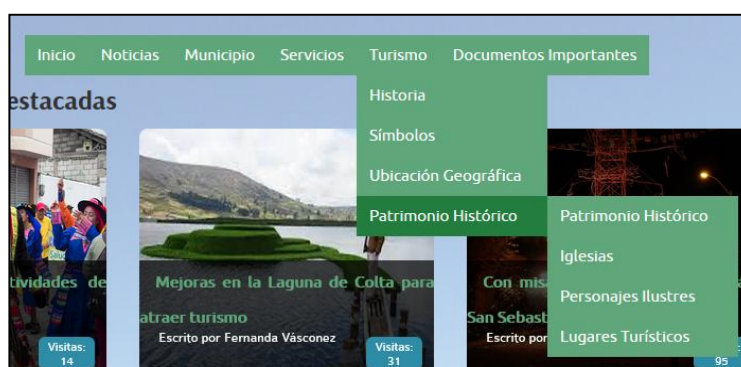 Inicio Noticias Municipio Servicios Turismo Documentos Importantes
estacadas
Historia
Símbolos
Ubicación Geográfica
Patrimonio Histórico
Patrimonio Histórico
Iglesias
Personajes Ilustres
Lugares Turísticos
tividades de
Visitas:
14
Mejoras en la Laguna de Colta para
atraer turismo
Escrito por Fernanda Vásconez
Visitas:
31
Con mis
San Sebast
Escrito por
95